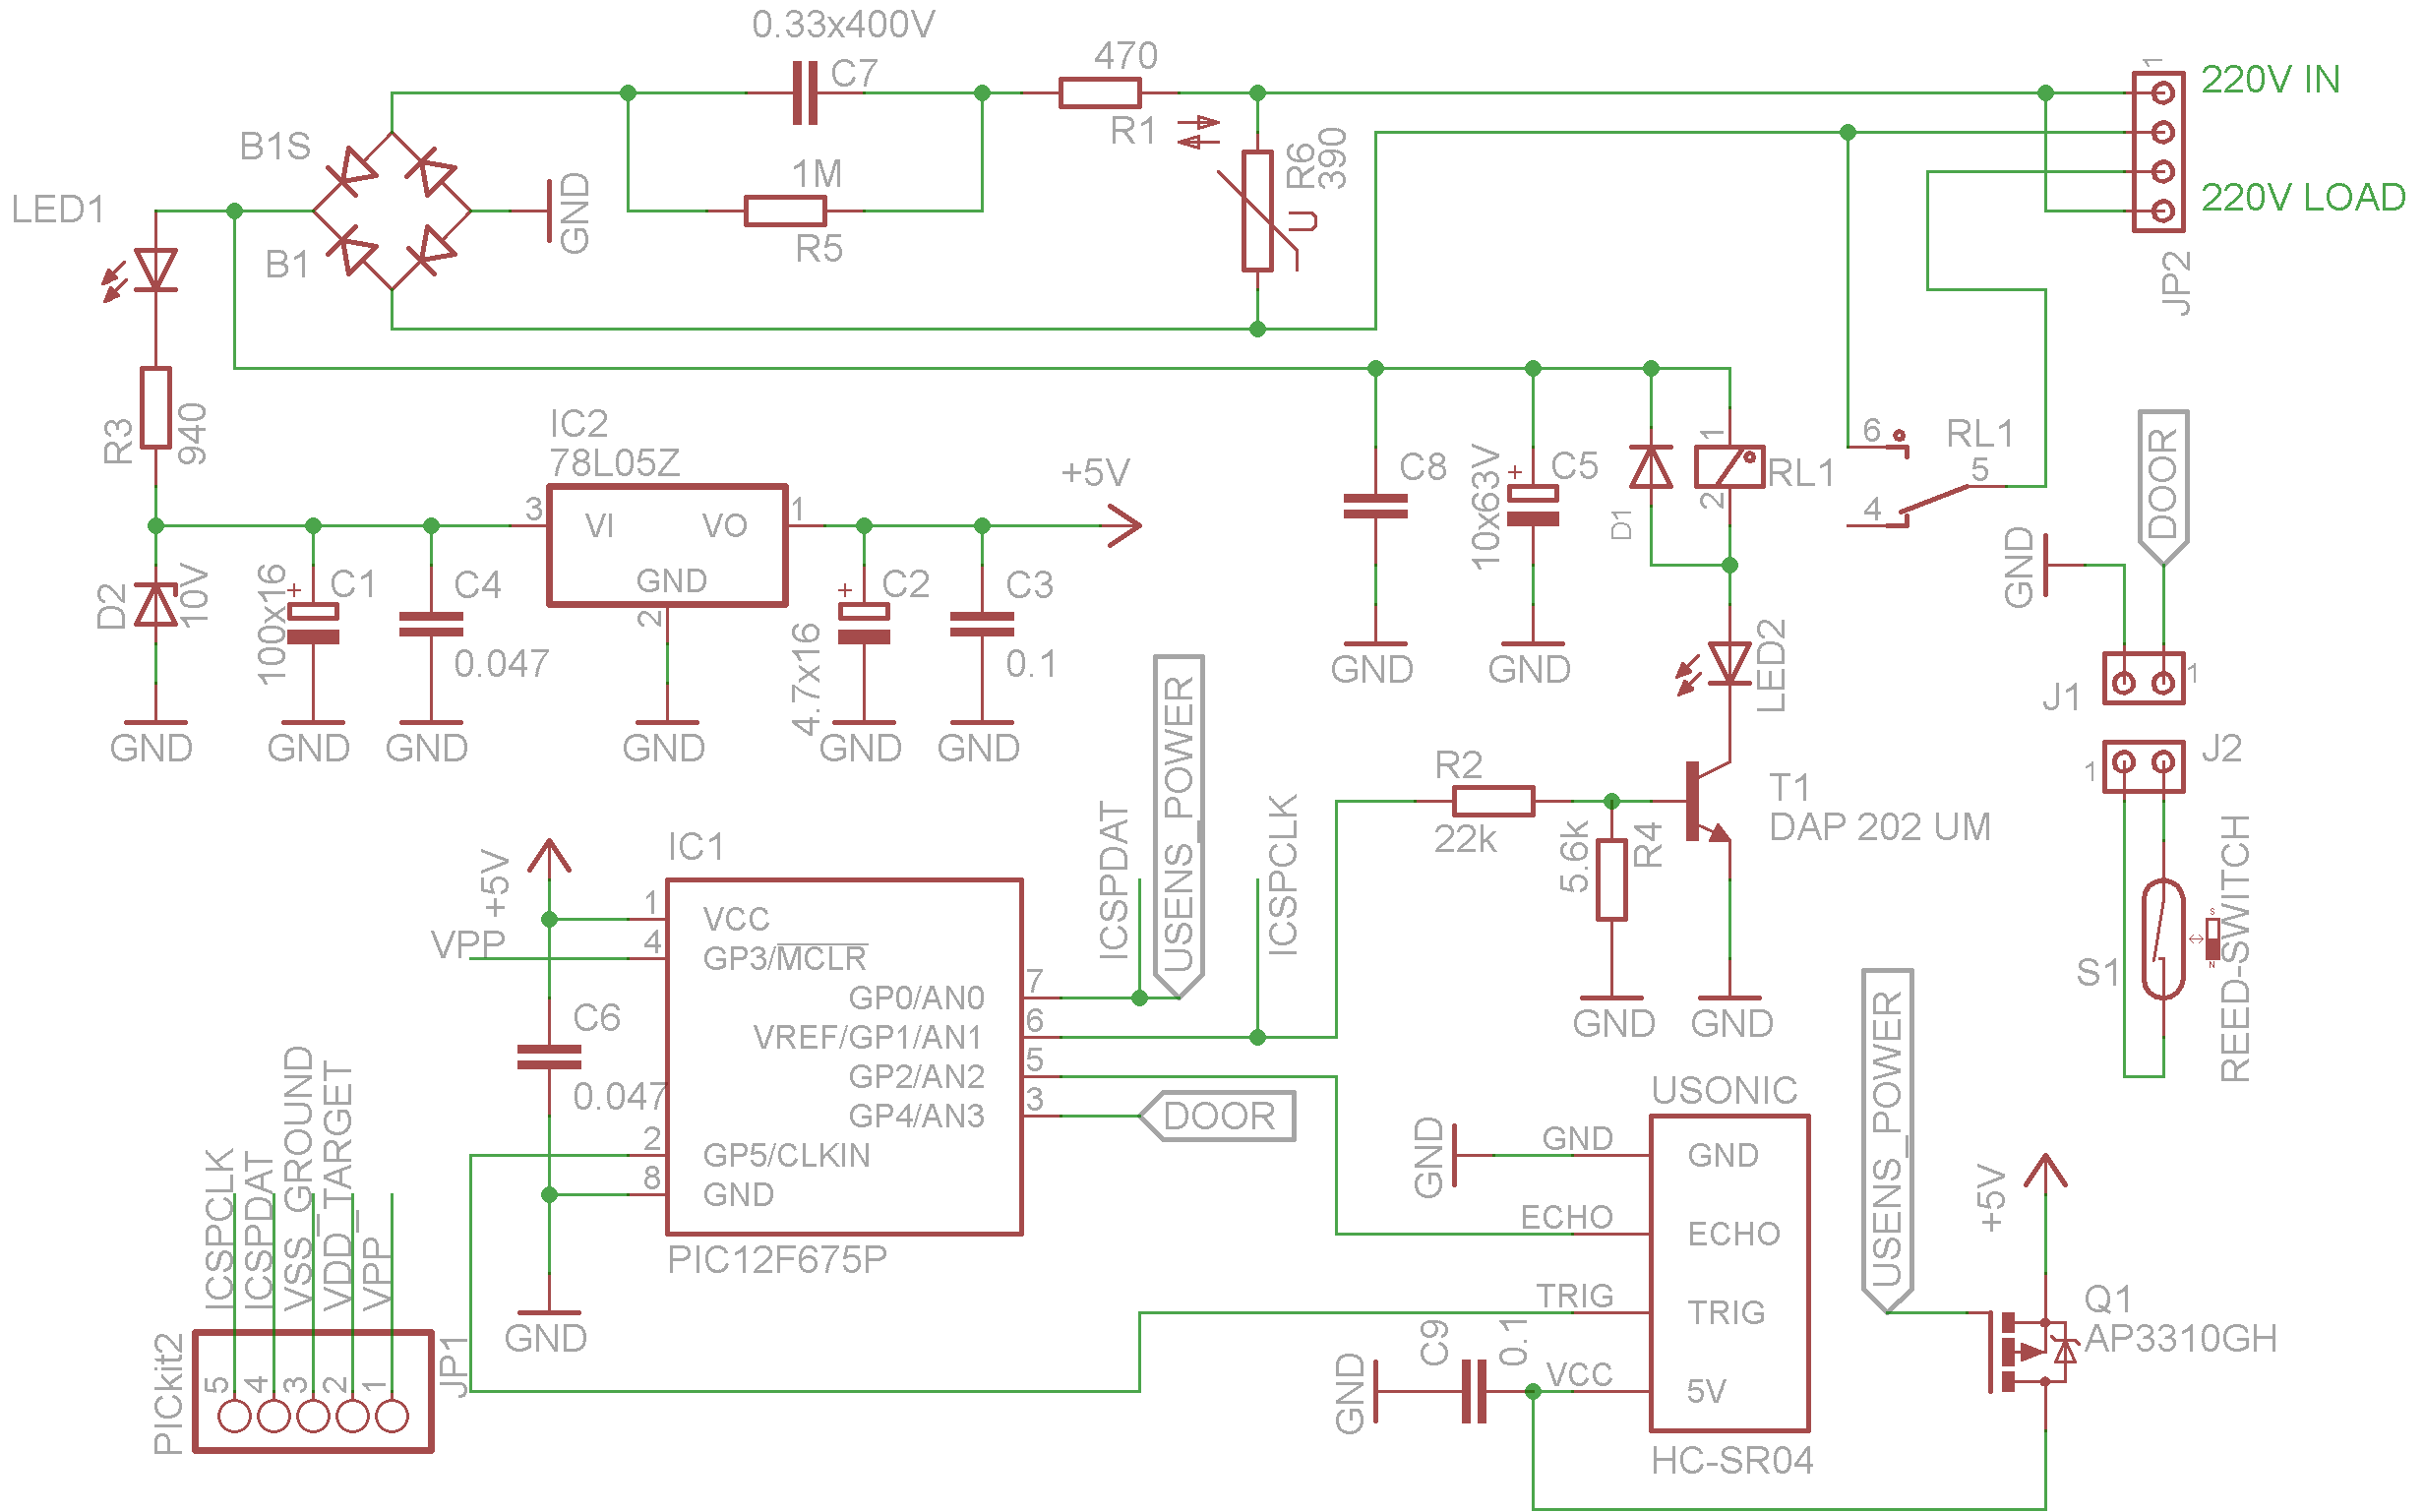 0.33x400V
C7
470
R1
1
220V IN
220V LOAD
JP2
B1S
B1
GND
1M
R5
R6
390
U
LED1
R3
940
IC2
78L05Z
3
VI
VO
1
GND
2
+5V
C8
10x63V
+
C5
D1
1
2
RL1
6
4
5
RL1
GND
DOOR
D2
10V
100x16
+
C1
C4
0.047
4.7x16
+
C2
C3
0.1
GND
GND
GND
GND
GND
GND
GND
GND
LED2
J1
1
J2
1
USENS_POWER
ICSPDAT
ICSPCLK
R2
22k
5.6k
R4
T1
DAP 202 UM
GND
GND
S1
S
N
REED-SWITCH
+5V
VPP
IC1
1
VCC
4
GP3/MCLR
GP0/AN0
7
VREF/GP1/AN1
6
GP2/AN2
5
GP4/AN3
3
DOOR
2
GP5/CLKIN
8
GND
PIC12F675P
C6
0.047
GND
ICSPCLK
ICSPDAT
VSS_GROUND
VDD_TARGET
VPP
PICkit2
5
4
3
2
1
JP1
USONIC
GND
GND
GND
ECHO
ECHO
TRIG
TRIG
VCC
5V
HC-SR04
GND
C9
0.1
USENS_POWER
+5V
Q1
AP3310GH